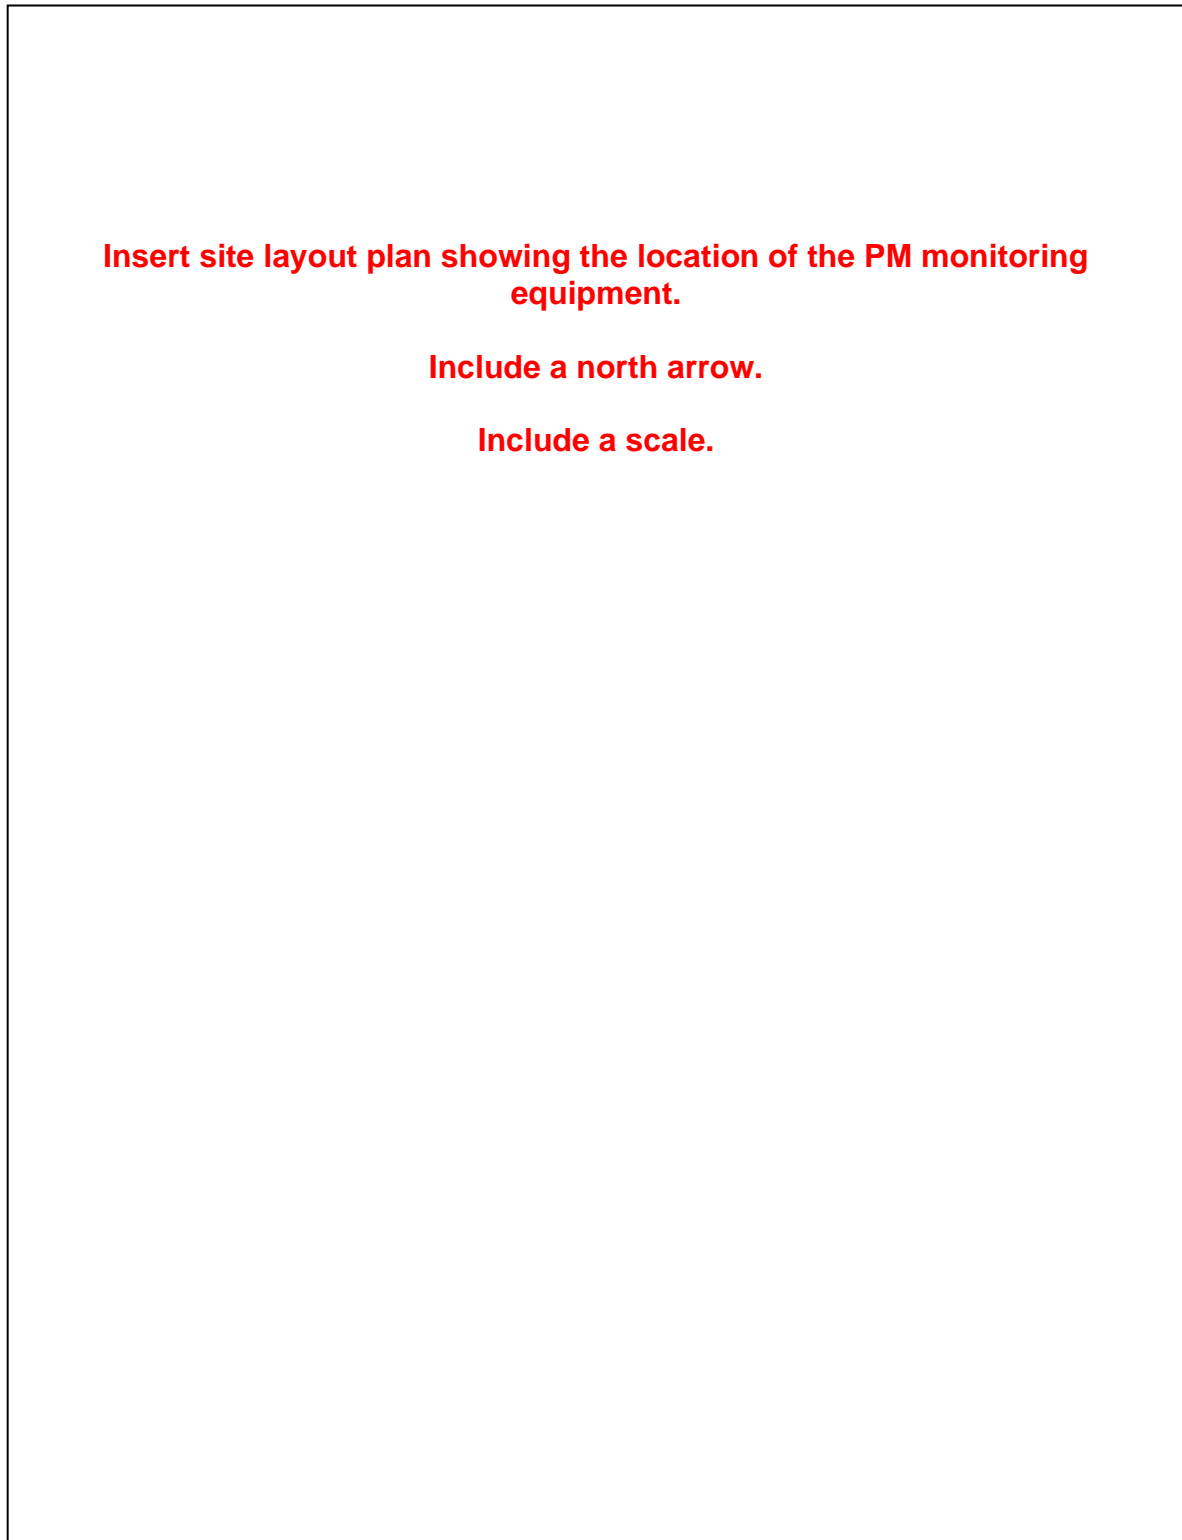 Insert site layout plan showing the location of the PM monitoring
equipment.
Include a north arrow.
Include a scale.